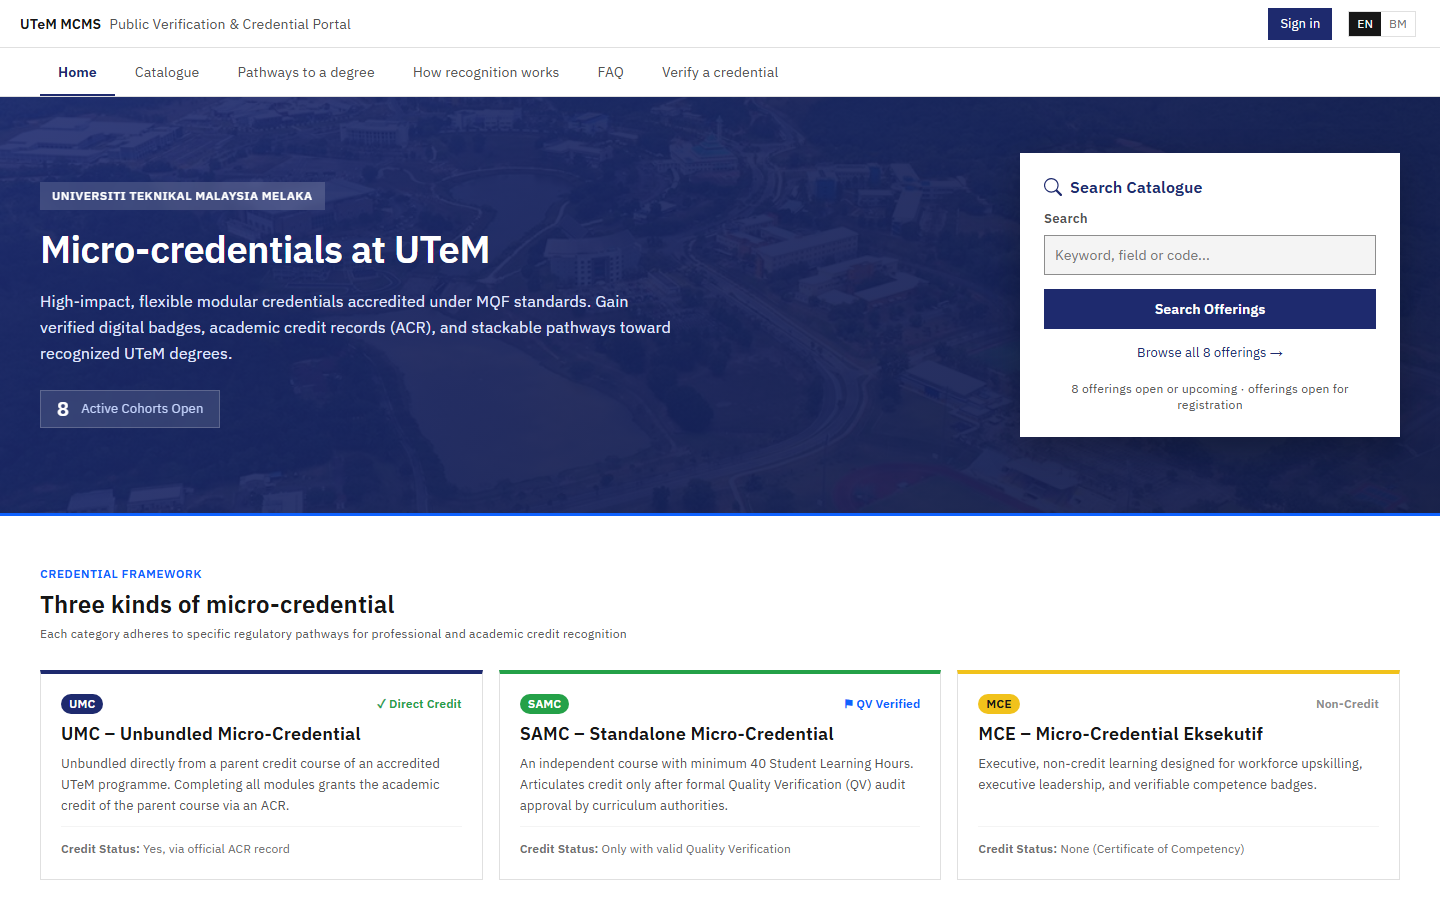 UTeM MCMS Public Verification & Credential Portal
Sign in
EN BM
Home Catalogue Pathways to a degree How recognition works FAQ Verify a credential
UNIVERSITI TEKNIKAL MALAYSIA MELAKA
Micro-credentials at UTeM
High-impact, flexible modular credentials accredited under MQF standards. Gain
verified digital badges, academic credit records (ACR), and stackable pathways toward
recognized UTeM degrees.
8 Active Cohorts Open
Search Catalogue
Search
Keyword, field or code...
Search Offerings
Browse all 8 offerings →
8 offerings open or upcoming · offerings open for
registration
CREDENTIAL FRAMEWORK
Three kinds of micro-credential
Each category adheres to specific regulatory pathways for professional and academic credit recognition
UMC
✓ Direct Credit
UMC – Unbundled Micro-Credential
Unbundled directly from a parent credit course of an accredited
UTeM programme. Completing all modules grants the academic
credit of the parent course via an ACR.
Credit Status: Yes, via official ACR record
SAMC
⚑ QV Verified
SAMC – Standalone Micro-Credential
An independent course with minimum 40 Student Learning Hours.
Articulates credit only after formal Quality Verification (QV) audit
approval by curriculum authorities.
Credit Status: Only with valid Quality Verification
MCE
Non-Credit
MCE – Micro-Credential Eksekutif
Executive, non-credit learning designed for workforce upskilling,
executive leadership, and verifiable competence badges.
Credit Status: None (Certificate of Competency)